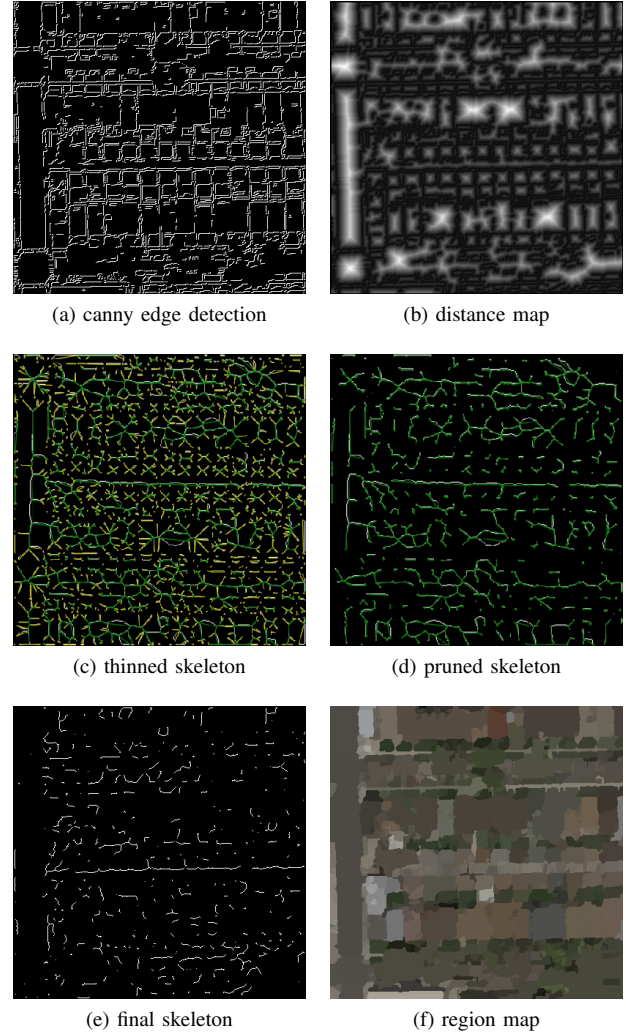 (a) canny edge detection
(b) distance map
(c) thinned skeleton
(d) pruned skeleton
(e) final skeleton
(f) region map